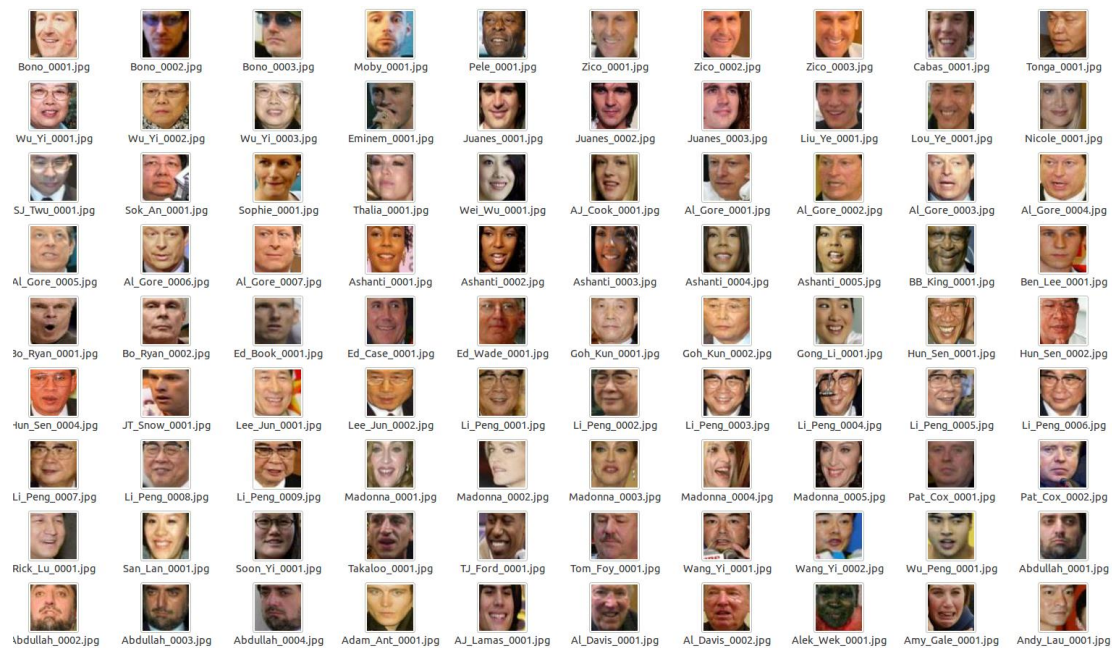 Bono_0001.jpg Bono_0002.jpg Bono_0003.jpg Moby_0001.jpg Pele_0001.jpg Zico_0001.jpg Zico_0002.jpg Zico_0003.jpg Cabas_0001.jpg Tonga_0001.jpg
Wu_Yi_0001.jpg Wu_Yi_0002.jpg Wu_Yi_0003.jpg Eminem_0001.jpg Juanes_0001.jpg Juanes_0002.jpg Juanes_0003.jpg Liu_Ye_0001.jpg Lou_Ye_0001.jpg Nicole_0001.jpg
SJ_Twu_0001.jpg Sok_An_0001.jpg Sophie_0001.jpg Thalia_0001.jpg Wei_Wu_0001.jpg AJ_Cook_0001.jpg Al_Gore_0001.jpg Al_Gore_0002.jpg Al_Gore_0003.jpg Al_Gore_0004.jpg
Al_Gore_0005.jpg Al_Gore_0006.jpg Al_Gore_0007.jpg Ashanti_0001.jpg Ashanti_0002.jpg Ashanti_0003.jpg Ashanti_0004.jpg Ashanti_0005.jpg BB_King_0001.jpg Ben_Lee_0001.jpg
Bo_Ryan_0001.jpg Bo_Ryan_0002.jpg Ed_Book_0001.jpg Ed_Case_0001.jpg Ed_Wade_0001.jpg Goh_Kun_0001.jpg Goh_Kun_0002.jpg Gong_Li_0001.jpg Hun_Sen_0001.jpg Hun_Sen_0002.jpg
Hun_Sen_0004.jpg JT_Snow_0001.jpg Lee_Jun_0001.jpg Lee_Jun_0002.jpg Li_Peng_0001.jpg Li_Peng_0002.jpg Li_Peng_0003.jpg Li_Peng_0004.jpg Li_Peng_0005.jpg Li_Peng_0006.jpg
Li_Peng_0007.jpg Li_Peng_0008.jpg Li_Peng_0009.jpg Madonna_0001.jpg Madonna_0002.jpg Madonna_0003.jpg Madonna_0004.jpg Madonna_0005.jpg Pat_Cox_0001.jpg Pat_Cox_0002.jpg
Rick_Lu_0001.jpg San_Lan_0001.jpg Soon_Yi_0001.jpg Takaloo_0001.jpg TJ_Ford_0001.jpg Tom_Foy_0001.jpg Wang_Yi_0001.jpg Wang_Yi_0002.jpg Wu_Peng_0001.jpg Abdullah_0001.jpg
Abdullah_0002.jpg Abdullah_0003.jpg Abdullah_0004.jpg Adam_Ant_0001.jpg AJ_Lamas_0001.jpg Al_Davis_0001.jpg Al_Davis_0002.jpg Alek_Wek_0001.jpg Amy_Gale_0001.jpg Andy_Lau_0001.jpg